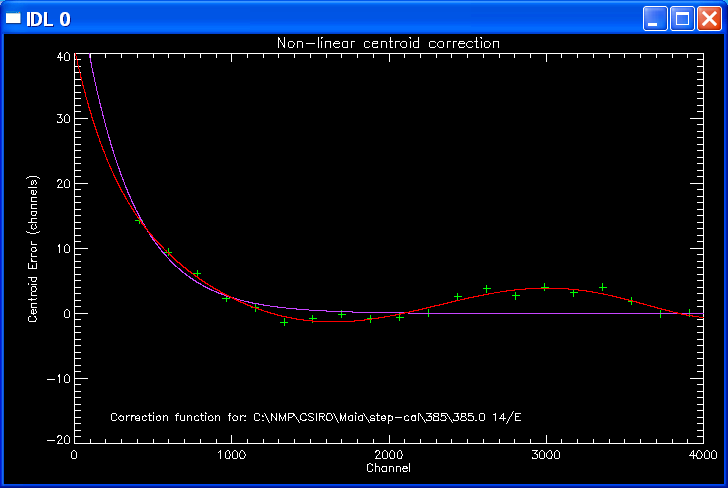 IDL 0
Non-linear centroid correction
40
30
20
10
0
-10
-20
Centroid Error (channels)
Correction function for: C:\NMP\CSIRO\Maia\step-cal\385\385.0 14/E
0 1000 2000 3000 4000
Channel